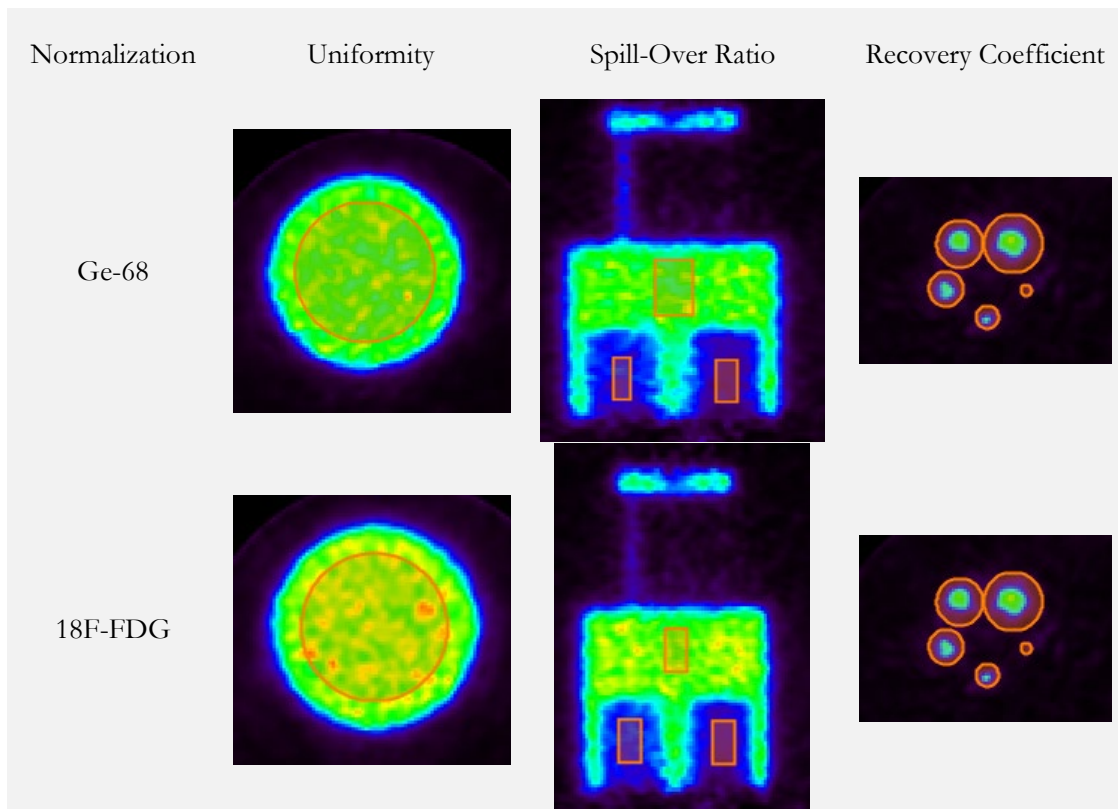 Normalization Uniformity Spill-Over Ratio Recovery Coefficient
Ge-68
18F-FDG